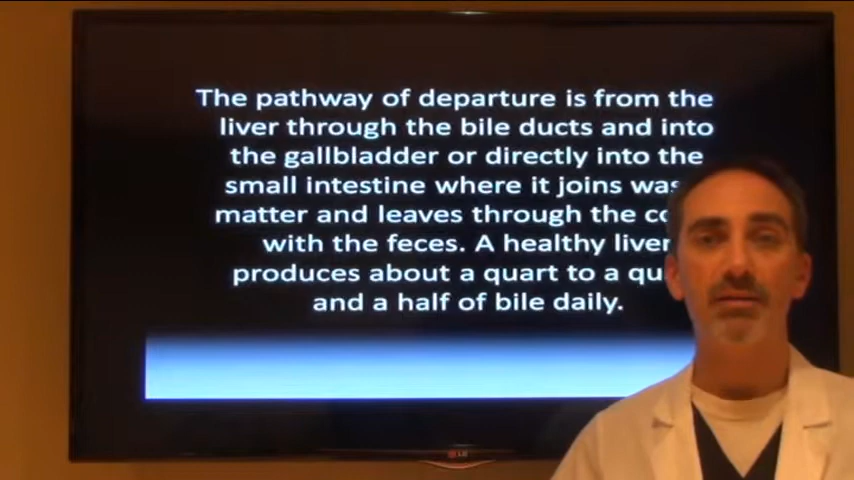 The pathway of departure is from the
liver through the bile ducts and into
the gallbladder or directly into the
small intestine where it joins
matter and leaves through the
with the feces. A healthy liver
produces about a quart to a
and a half of bile daily.
LG